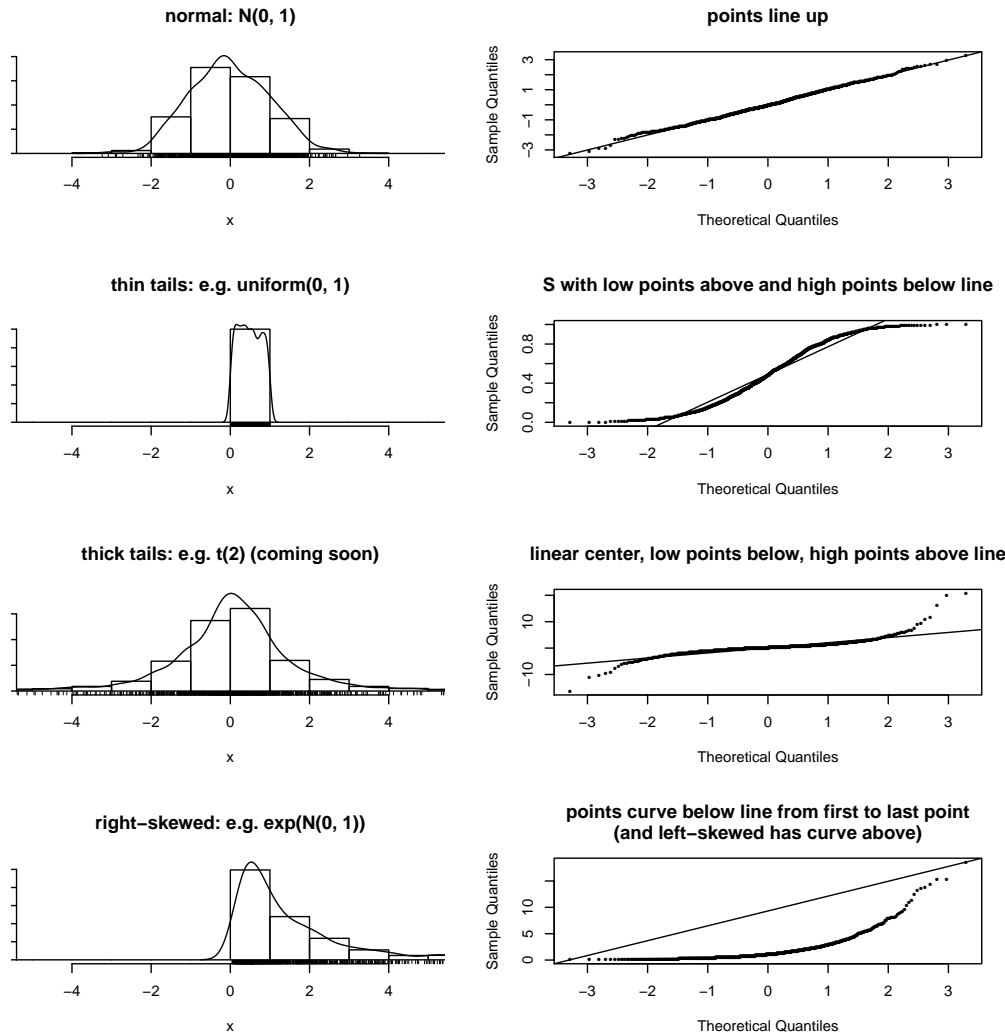 normal: N(0, 1)
−4 −2 0 2 4
x
points line up
Sample Quantiles
−3 −1 1 3
−3 −2 −1 0 1 2 3
Theoretical Quantiles
thin tails: e.g. uniform(0, 1)
−4 −2 0 2 4
x
S with low points above and high points below line
Sample Quantiles
0.0 0.4 0.8
−3 −2 −1 0 1 2 3
Theoretical Quantiles
thick tails: e.g. t(2) (coming soon)
−4 −2 0 2 4
x
linear center, low points below, high points above line
Sample Quantiles
−10 10
−3 −2 −1 0 1 2 3
Theoretical Quantiles
right−skewed: e.g. exp(N(0, 1))
−4 −2 0 2 4
x
points curve below line from first to last point
(and left−skewed has curve above)
Sample Quantiles
0 5 10
−3 −2 −1 0 1 2 3
Theoretical Quantiles